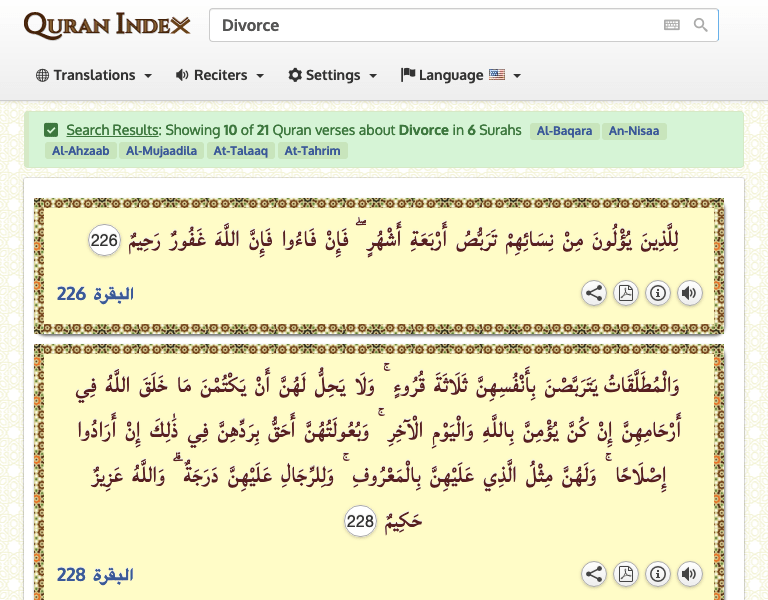 Quran Index
Divorce
Translations Reciters Settings Language
Search Results: Showing 10 of 21 Quran verses about Divorce in 6 Surahs Al-Baqara An-Nisaa
Al-Ahzaab Al-Mujaadila At-Talaaq At-Tahrim
لِلَّذِينَ يُؤْلُونَ مِنْ نِسَائِهِمْ تَرَبُّصُ أَرْبَعَةِ أَشْهُرٍ ۖ فَإِنْ فَاءُوا فَإِنَّ اللَّهَ غَفُورٌ رَحِيمٌ 226
البقرة 226
وَالْمُطَلَّقَاتُ يَتَرَبَّصْنَ بِأَنْفُسِهِنَّ ثَلَاثَةَ قُرُوءٍ ۚ وَلَا يَحِلُّ لَهُنَّ أَنْ يَكْتُمْنَ مَا خَلَقَ اللَّهُ فِي
أَرْحَامِهِنَّ إِنْ كُنَّ يُؤْمِنَّ بِاللَّهِ وَالْيَوْمِ الْآخِرِ ۚ وَبُعُولَتُهُنَّ أَحَقُّ بِرَدِّهِنَّ فِي ذَٰلِكَ إِنْ أَرَادُوا
إِصْلَاحًا ۚ وَلَهُنَّ مِثْلُ الَّذِي عَلَيْهِنَّ بِالْمَعْرُوفِ ۚ وَلِلرِّجَالِ عَلَيْهِنَّ دَرَجَةٌ ۗ وَاللَّهُ عَزِيزٌ
حَكِيمٌ 228
البقرة 228